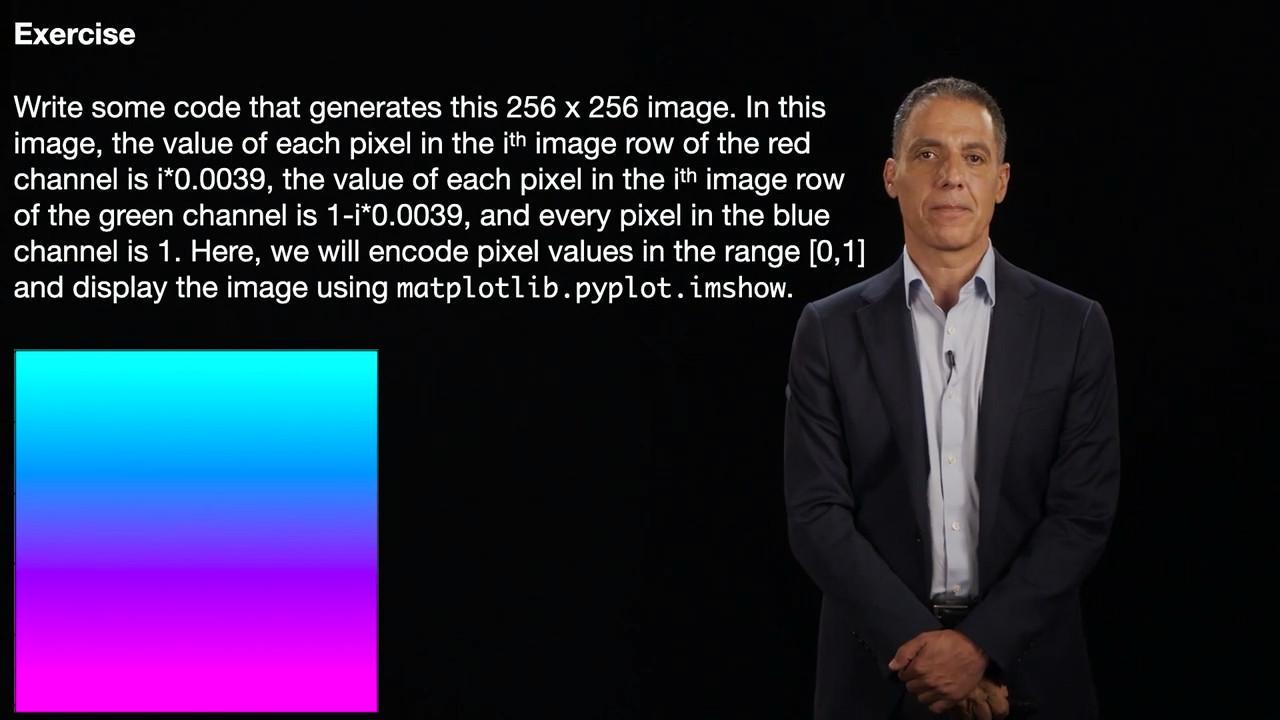 Exercise
Write some code that generates this 256 x 256 image. In this
image, the value of each pixel in the iᵗʰ image row of the red
channel is i*0.0039, the value of each pixel in the iᵗʰ image row
of the green channel is 1-i*0.0039, and every pixel in the blue
channel is 1. Here, we will encode pixel values in the range [0,1]
and display the image using matplotlib.pyplot.imshow.